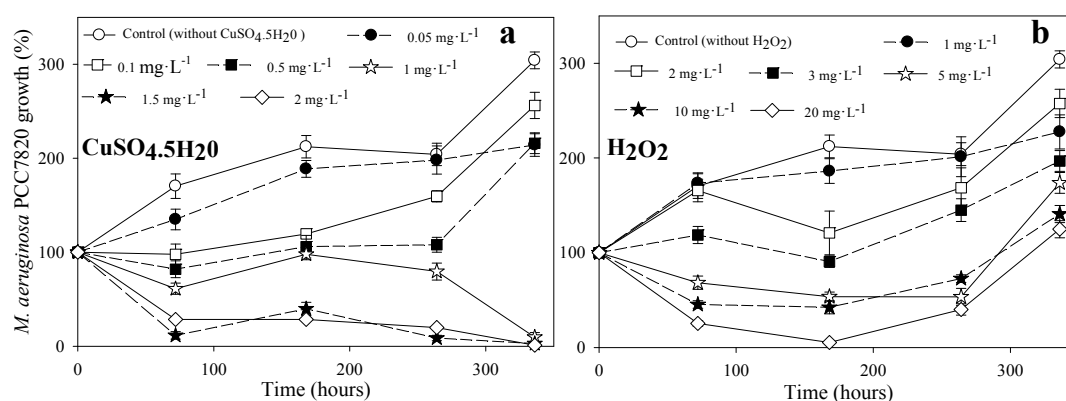 M. aeruginosa PCC7820 growth (%)
a
Control (without CuSO4.5H20 )
0.05 mg·L-1
0.1 mg·L-1
0.5 mg·L-1
1 mg·L-1
1.5 mg·L-1
2 mg·L-1
CuSO4.5H20
300
200
100
0
0
100
200
300
Time (hours)
b
Control (without H2O2)
1 mg·L-1
2 mg·L-1
3 mg·L-1
5 mg·L-1
10 mg·L-1
20 mg·L-1
H2O2
300
200
100
0
0
100
200
300
Time (hours)